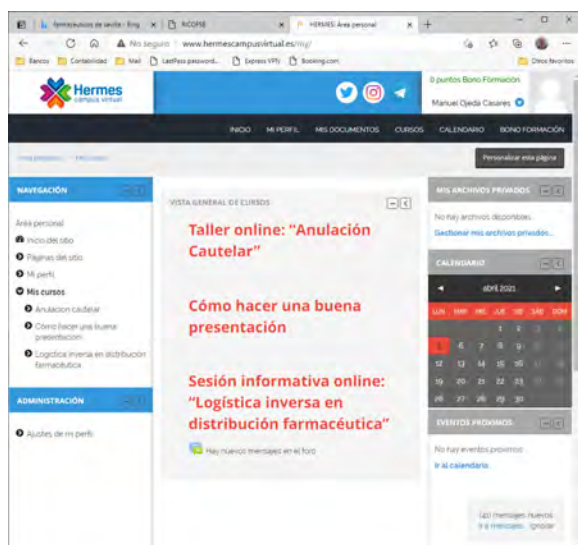 farmaceuticos de sevilla - Bing
RICOFSE
HERMES: Área personal
No seguro
www.hermescampusvirtual.es/my/
Bancos
Contabilidad
Mail
LastPass password...
Express VPN
Booking.com
Otros favoritos
Hermes
campus virtual
0 puntos Bono Formación
Manuel Ojeda Casares
INICIO
MI PERFIL
MIS DOCUMENTOS
CURSOS
CALENDARIO
BONO FORMACIÓN
Personalizar esta página
NAVEGACIÓN
Área personal
Inicio del sitio
Páginas del sitio
Mi perfil
Mis cursos
Anulacion cautelar
Cómo hacer una buena
presentación
Logística inversa en distribución
farmacéutica
ADMINISTRACIÓN
Ajustes de mi perfil
VISTA GENERAL DE CURSOS
Taller online: “Anulación
Cautelar”
Cómo hacer una buena
presentación
Sesión informativa online:
“Logística inversa en
distribución farmacéutica”
Hay nuevos mensajes en el foro
MIS ARCHIVOS PRIVADOS
No hay archivos disponibles
Gestionar mis archivos privados...
CALENDARIO
abril 2021
LUN MAR MIÉ JUE VIE SÁB DOM
1 2 3 4
5 6 7 8 9
12 13 14 15 16
19 20 21 22 23
26 27 28 29 30
EVENTOS PRÓXIMOS
No hay eventos próximos
Ir al calendario...
mensajes nuevos
Ir a mensajes Ignorar